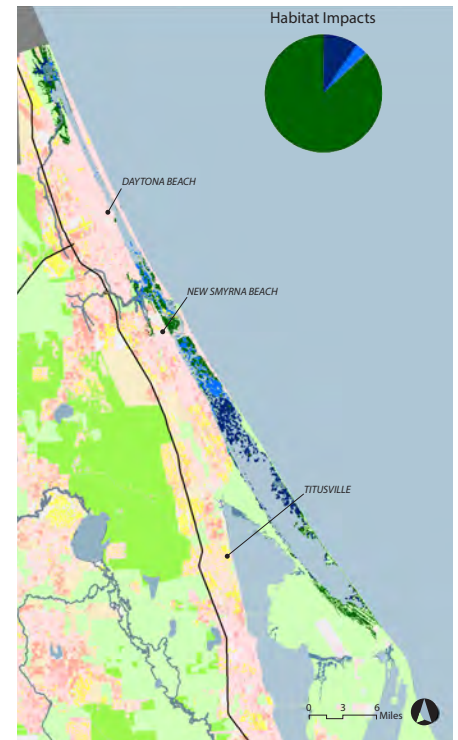 Habitat Impacts
DAYTONA BEACH
NEW SMYRNA BEACH
TITUSVILLE
0 3 6
Miles